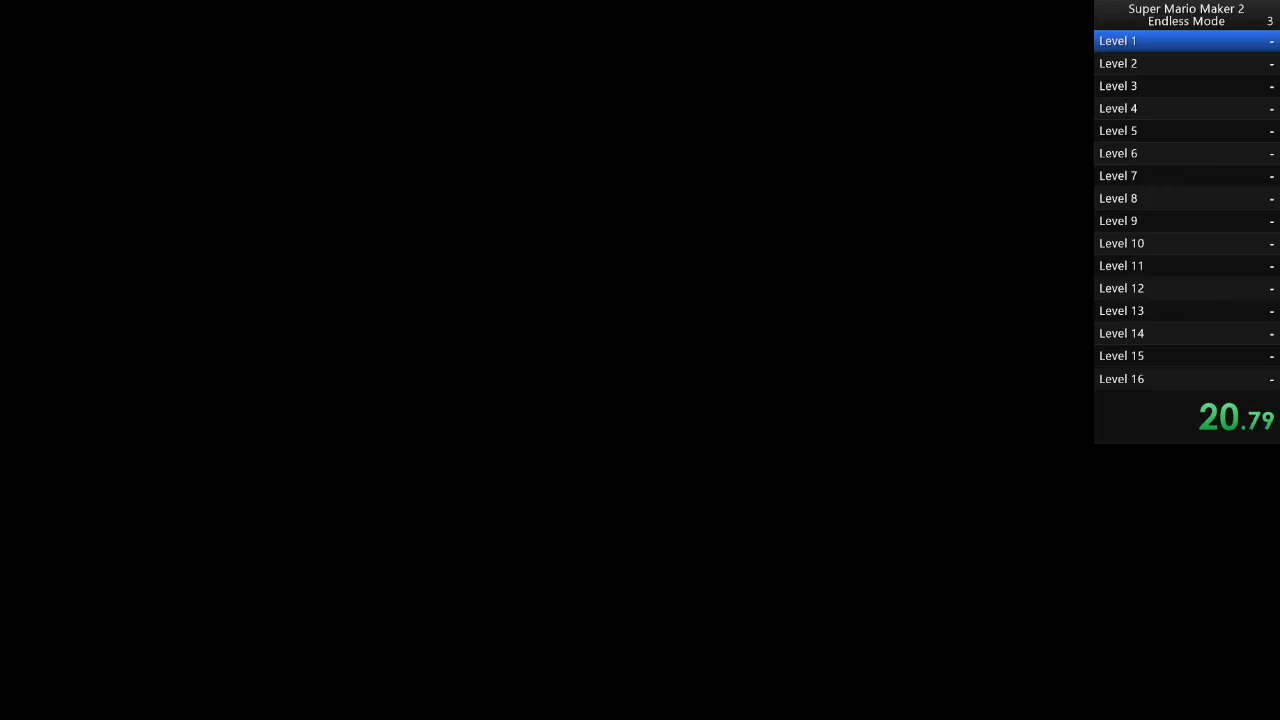 Super Mario Maker 2
Endless Mode 3
Level 1 -
Level 2 -
Level 3 -
Level 4 -
Level 5 -
Level 6 -
Level 7 -
Level 8 -
Level 9 -
Level 10 -
Level 11 -
Level 12 -
Level 13 -
Level 14 -
Level 15 -
Level 16 -
20.79